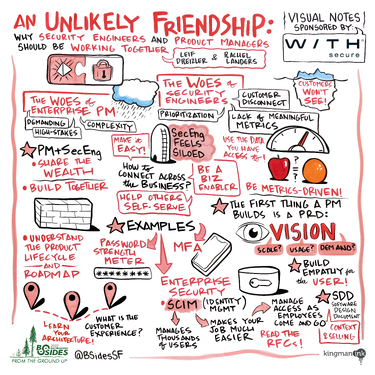 AN UNLIKELY FRIENDSHIP:
WHY SECURITY ENGINEERS AND PRODUCT MANAGERS
SHOULD BE WORKING TOGETHER
LEIF DREIZLER & RACHEL LANDERS
VISUAL NOTES
SPONSORED BY:
WITH
secure
THE WOES OF
ENTERPRISE PM
DEMANDING
HIGH-STAKES
COMPLEXITY
THE WOES OF
SECURITY
ENGINEERS
PRIORITIZATION
CUSTOMER
DISCONNECT
CUSTOMERS
WON'T
SEE!
LACK OF MEANINGFUL
METRICS
MAKE IT
EASY!
SecEng
FEELS
SILOED
USE THE DATA
YOU HAVE
ACCESS to!
= ?
BE METRICS-DRIVEN!
PM+SecEng
• SHARE THE
WEALTH
• BUILD TOGETHER
HOW to
CONNECT ACROSS
the BUSINESS?
BE A
BIZ
ENABLER
HELP OTHERS
SELF-SERVE
THE FIRST THING A PM
BUILDS IS a PRD:
VISION
SCALE? USAGE? DEMANDS?
• UNDERSTAND
the PRODUCT
LIFECYCLE
and
ROADMAP
EXAMPLES
PASSWORD
STRENGTH
METER
MFA
ENTERPRISE
SECURITY
• SCIM (IDENTITY)
MGMT
MANAGES
THOUSANDS
of USERS
MAKES YOUR
JOB MUCH
EASIER
MANAGE
ACCESS AS
EMPLOYEES
COME and GO
READ the
RFCs!
BUILD
EMPATHY for
the USER!
SDD
SOFTWARE
DESIGN
DOCUMENT
CONTEXT
& SELLING
LEARN
YOUR
ARCHITECTURE!
WHAT IS the
CUSTOMER
EXPERIENCE?
BSIDES
FROM THE GROUND UP
@BSidesSF
kingmanink